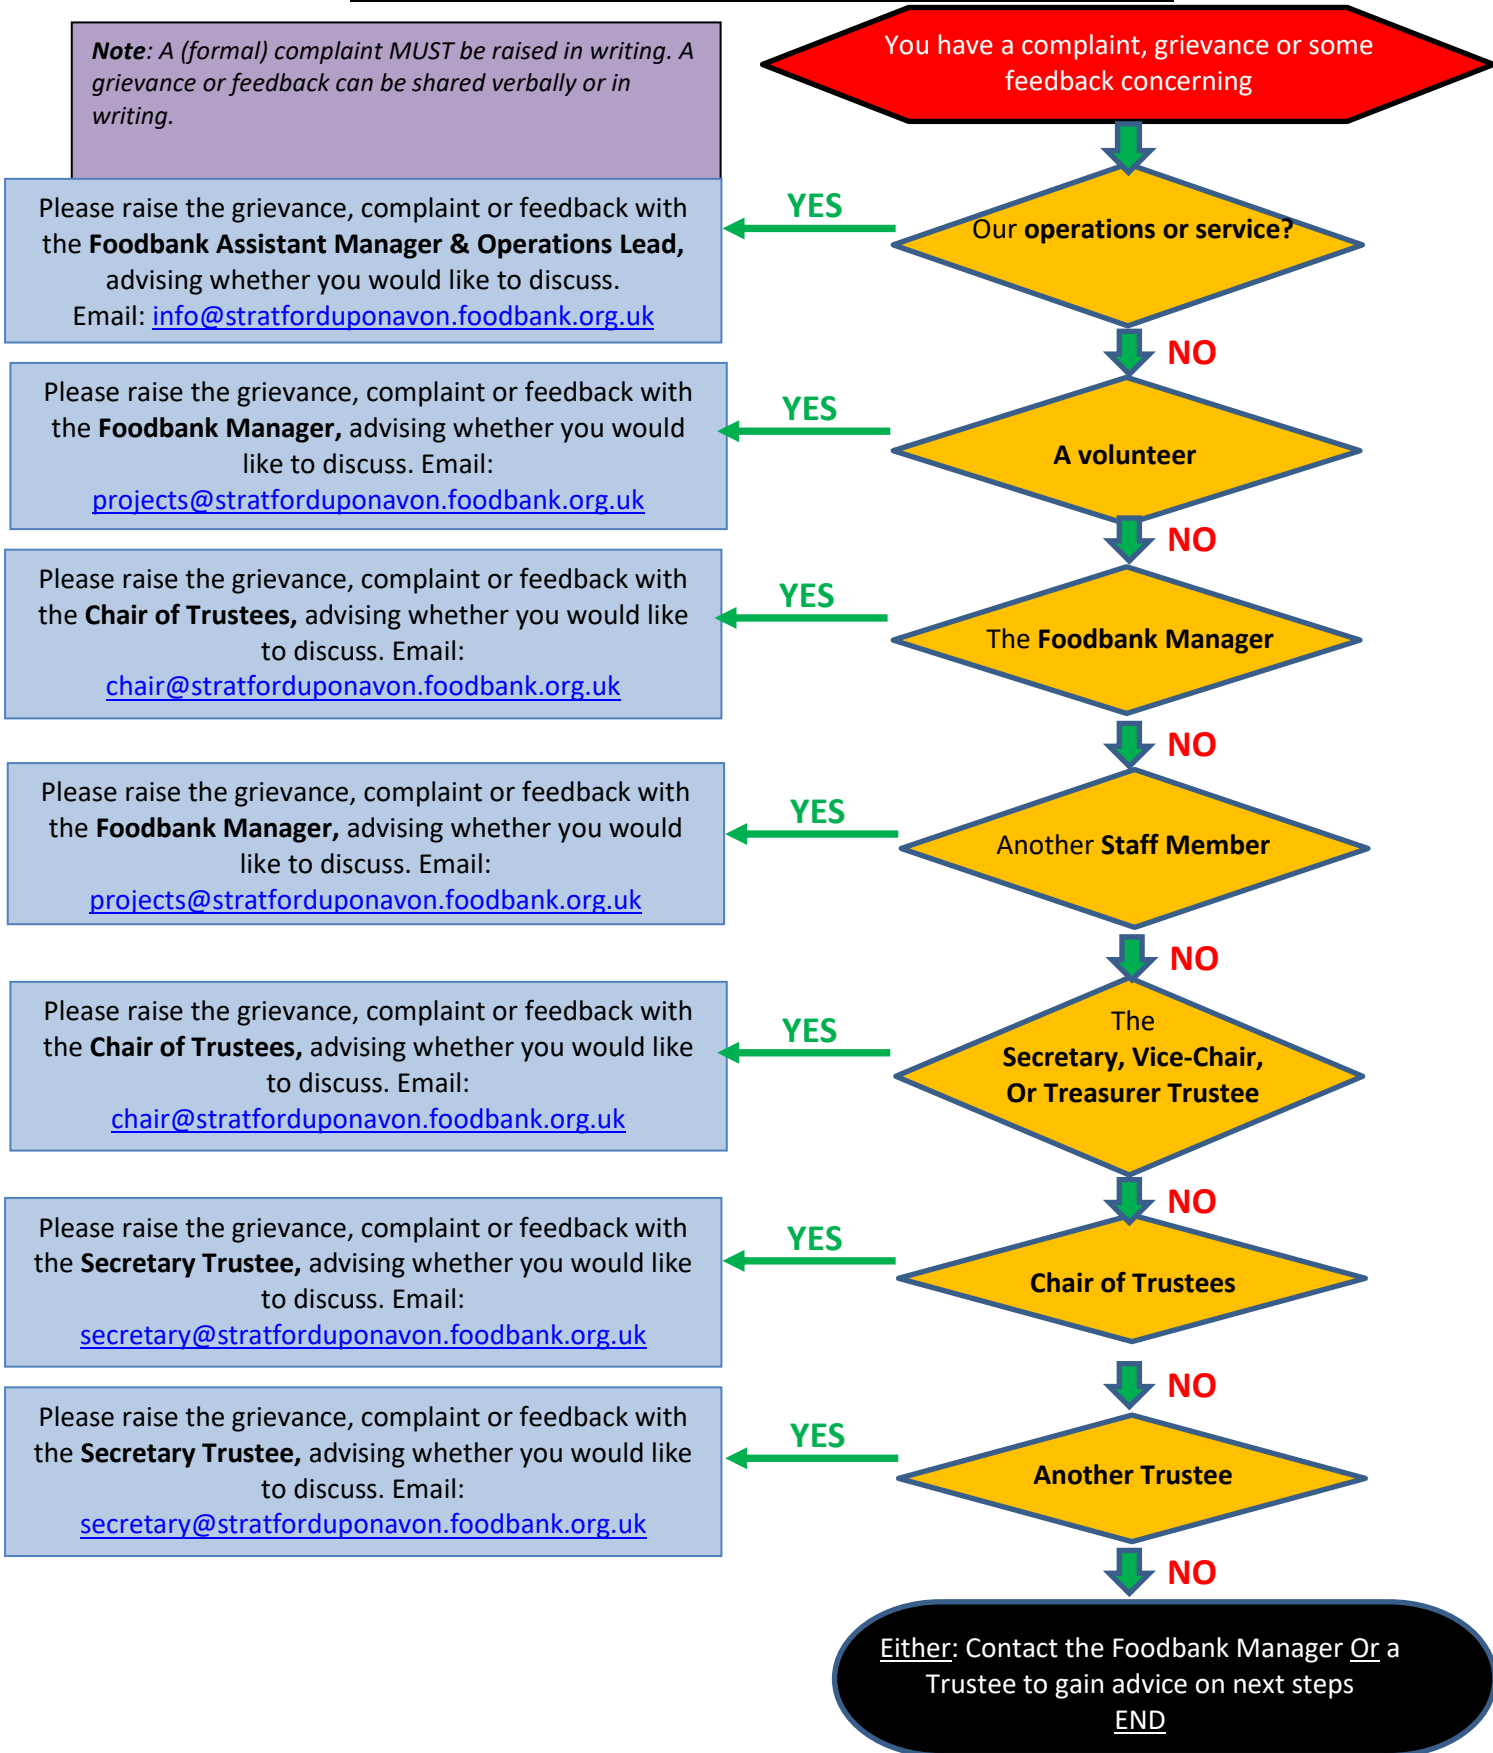 You have a complaint, grievance or some
feedback concerning
Note: A (formal) complaint MUST be raised in writing. A
grievance or feedback can be shared verbally or in
writing.
Our operations or service?
YES
Please raise the grievance, complaint or feedback with
the Foodbank Assistant Manager & Operations Lead,
advising whether you would like to discuss.
Email: info@stratforduponavon.foodbank.org.uk
NO
A volunteer
YES
Please raise the grievance, complaint or feedback with
the Foodbank Manager, advising whether you would
like to discuss. Email:
projects@stratforduponavon.foodbank.org.uk
NO
The Foodbank Manager
YES
Please raise the grievance, complaint or feedback with
the Chair of Trustees, advising whether you would like
to discuss. Email:
chair@stratforduponavon.foodbank.org.uk
NO
Another Staff Member
YES
Please raise the grievance, complaint or feedback with
the Foodbank Manager, advising whether you would
like to discuss. Email:
projects@stratforduponavon.foodbank.org.uk
NO
The
Secretary, Vice-Chair,
Or Treasurer Trustee
YES
Please raise the grievance, complaint or feedback with
the Chair of Trustees, advising whether you would like
to discuss. Email:
chair@stratforduponavon.foodbank.org.uk
NO
Chair of Trustees
YES
Please raise the grievance, complaint or feedback with
the Secretary Trustee, advising whether you would like
to discuss. Email:
secretary@stratforduponavon.foodbank.org.uk
NO
Another Trustee
YES
Please raise the grievance, complaint or feedback with
the Secretary Trustee, advising whether you would like
to discuss. Email:
secretary@stratforduponavon.foodbank.org.uk
NO
Either: Contact the Foodbank Manager Or a
Trustee to gain advice on next steps
END